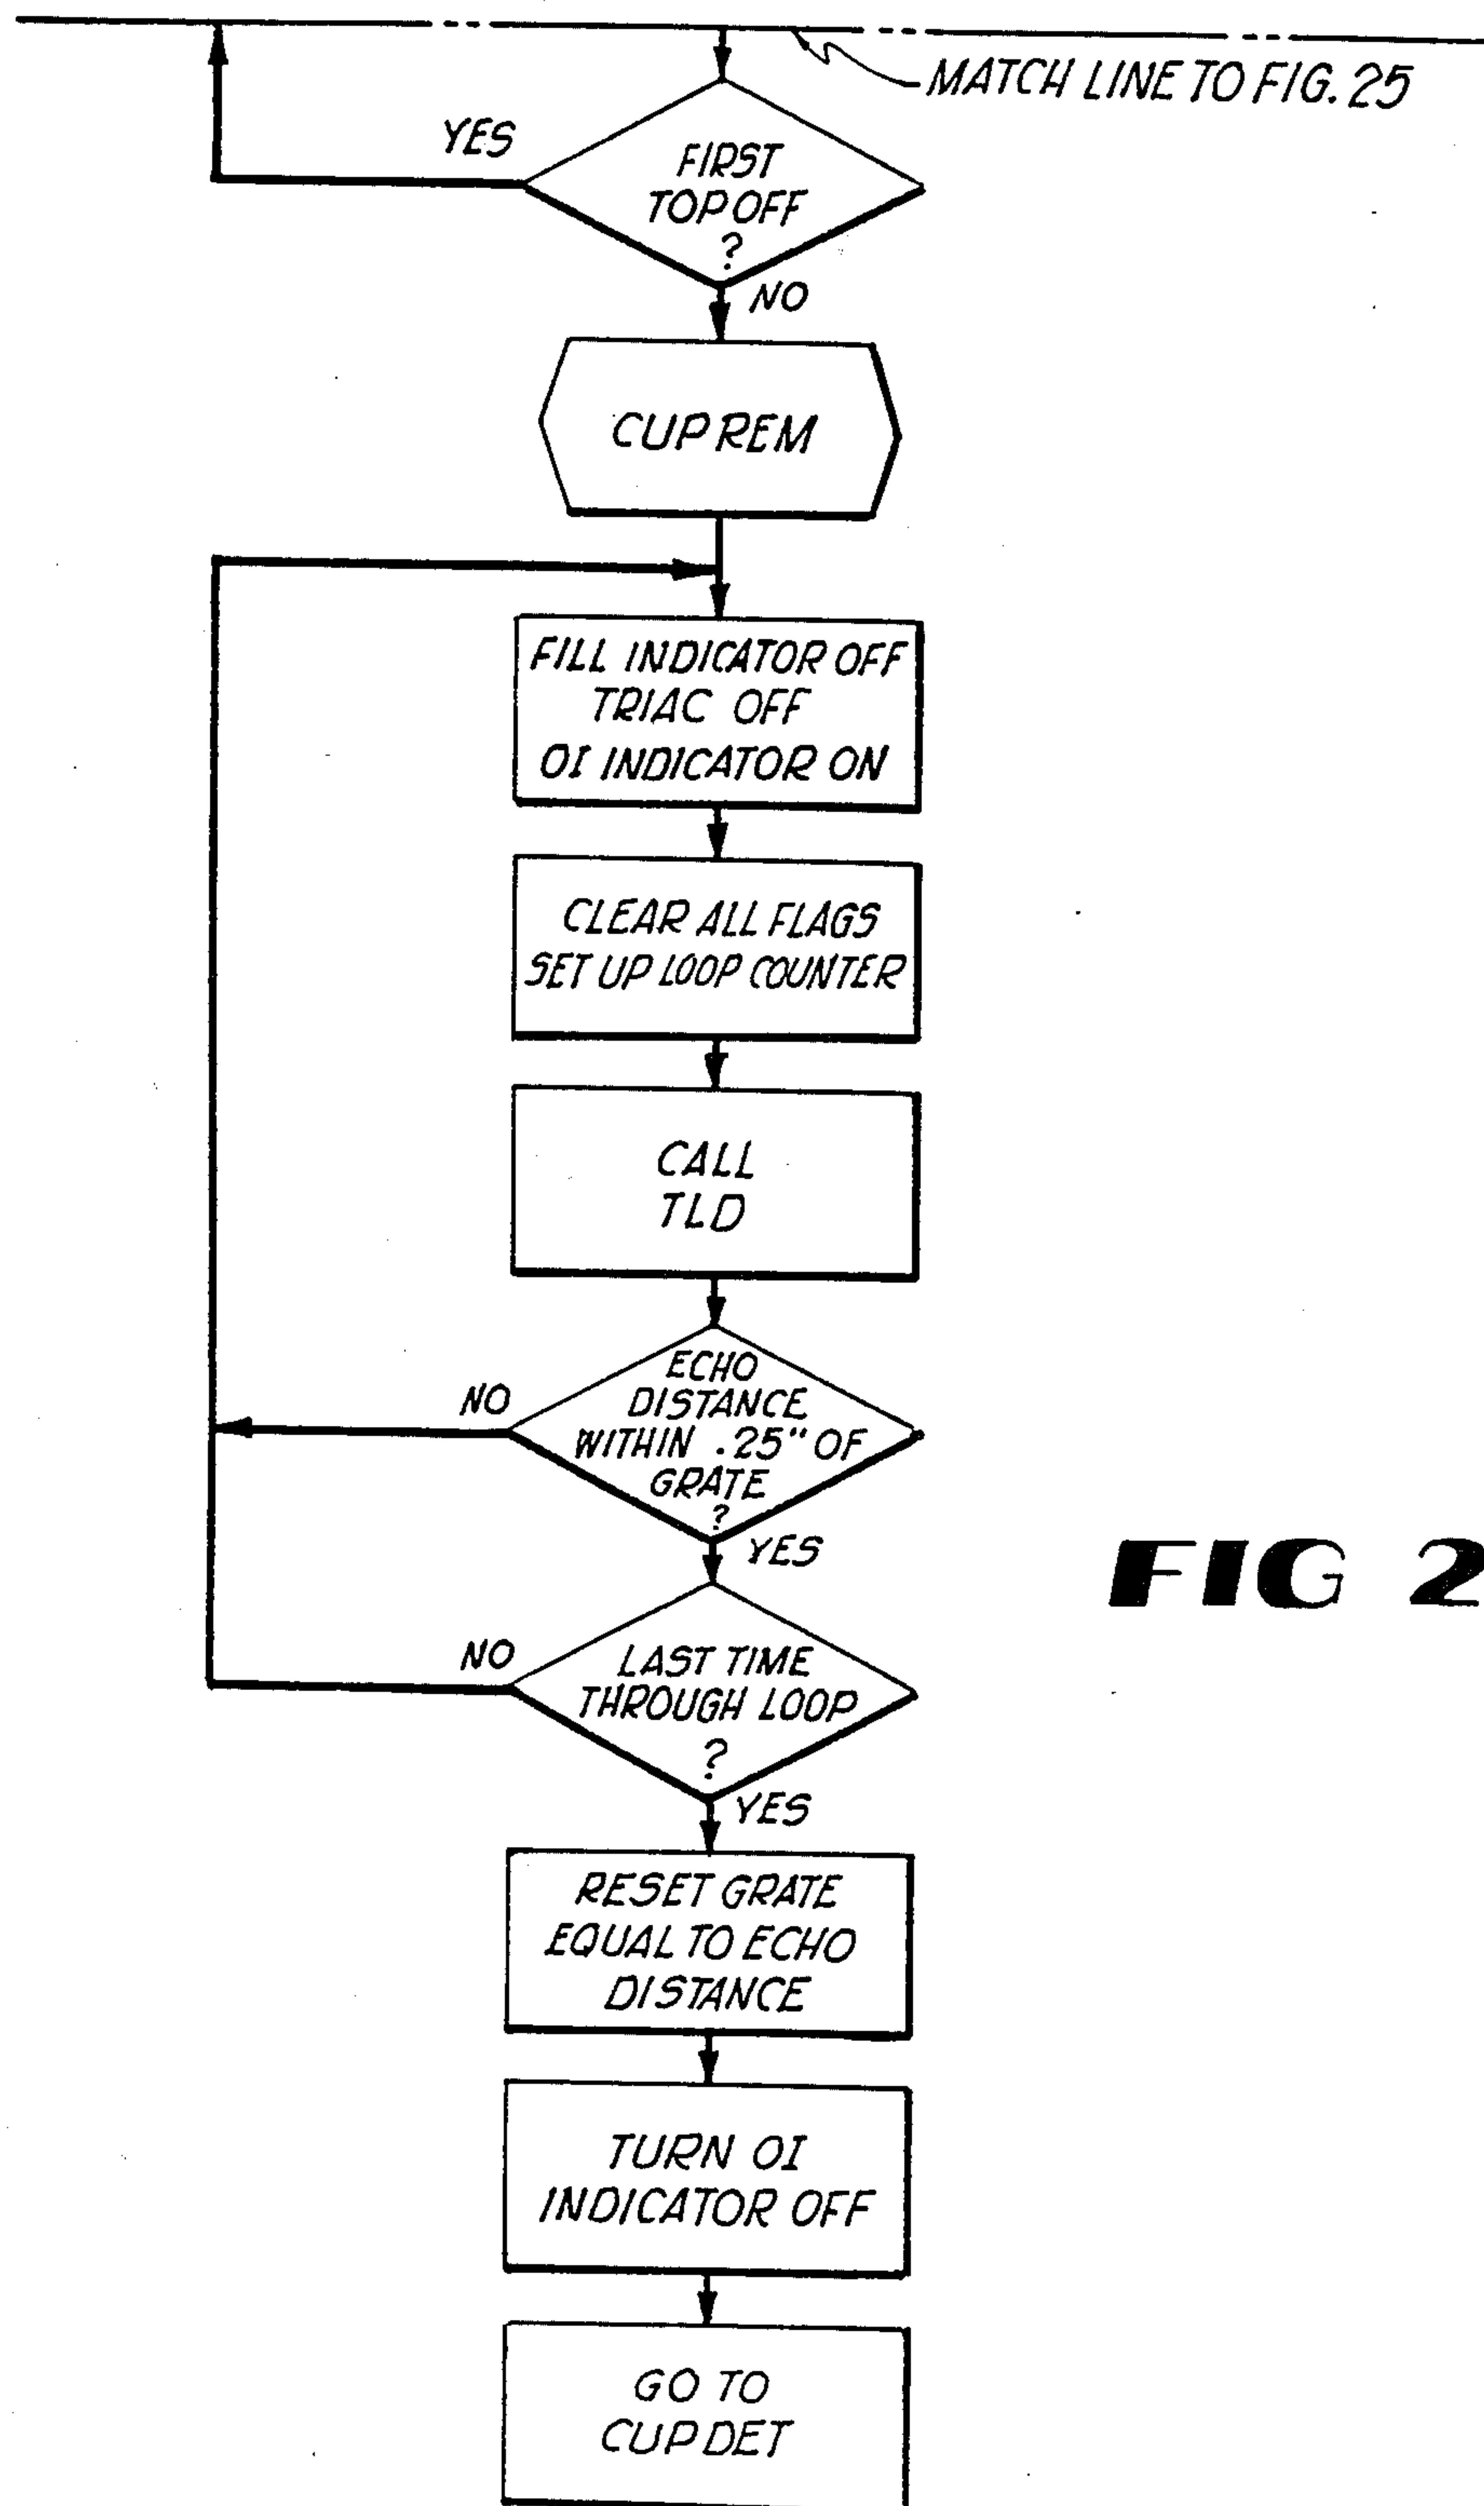 MATCH LINE TO FIG. 25
YES
FIRST
TOP OFF
?
NO
CUP REM
FILL INDICATOR OFF
TRIAC OFF
OI INDICATOR ON
CLEAR ALL FLAGS
SET UP LOOP COUNTER
CALL
TLD
ECHO
NO
DISTANCE
WITHIN .25" OF
GRATE
?
YES
FIG 2
NO
LAST TIME
THROUGH LOOP
?
YES
RESET GRATE
EQUAL TO ECHO
DISTANCE
TURN OI
INDICATOR OFF
GO TO
CUP DET